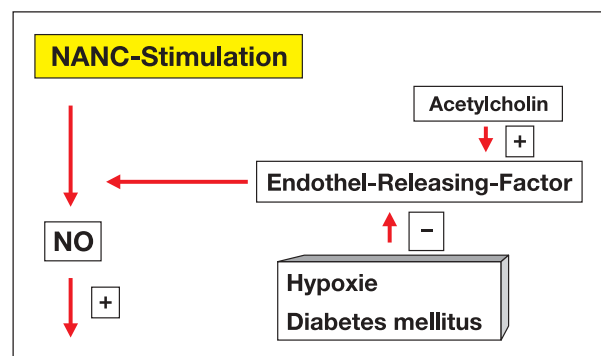 NANC-Stimulation
Acetylcholin
+
Endothel-Releasing-Factor
NO
−
+
Hypoxie
Diabetes mellitus